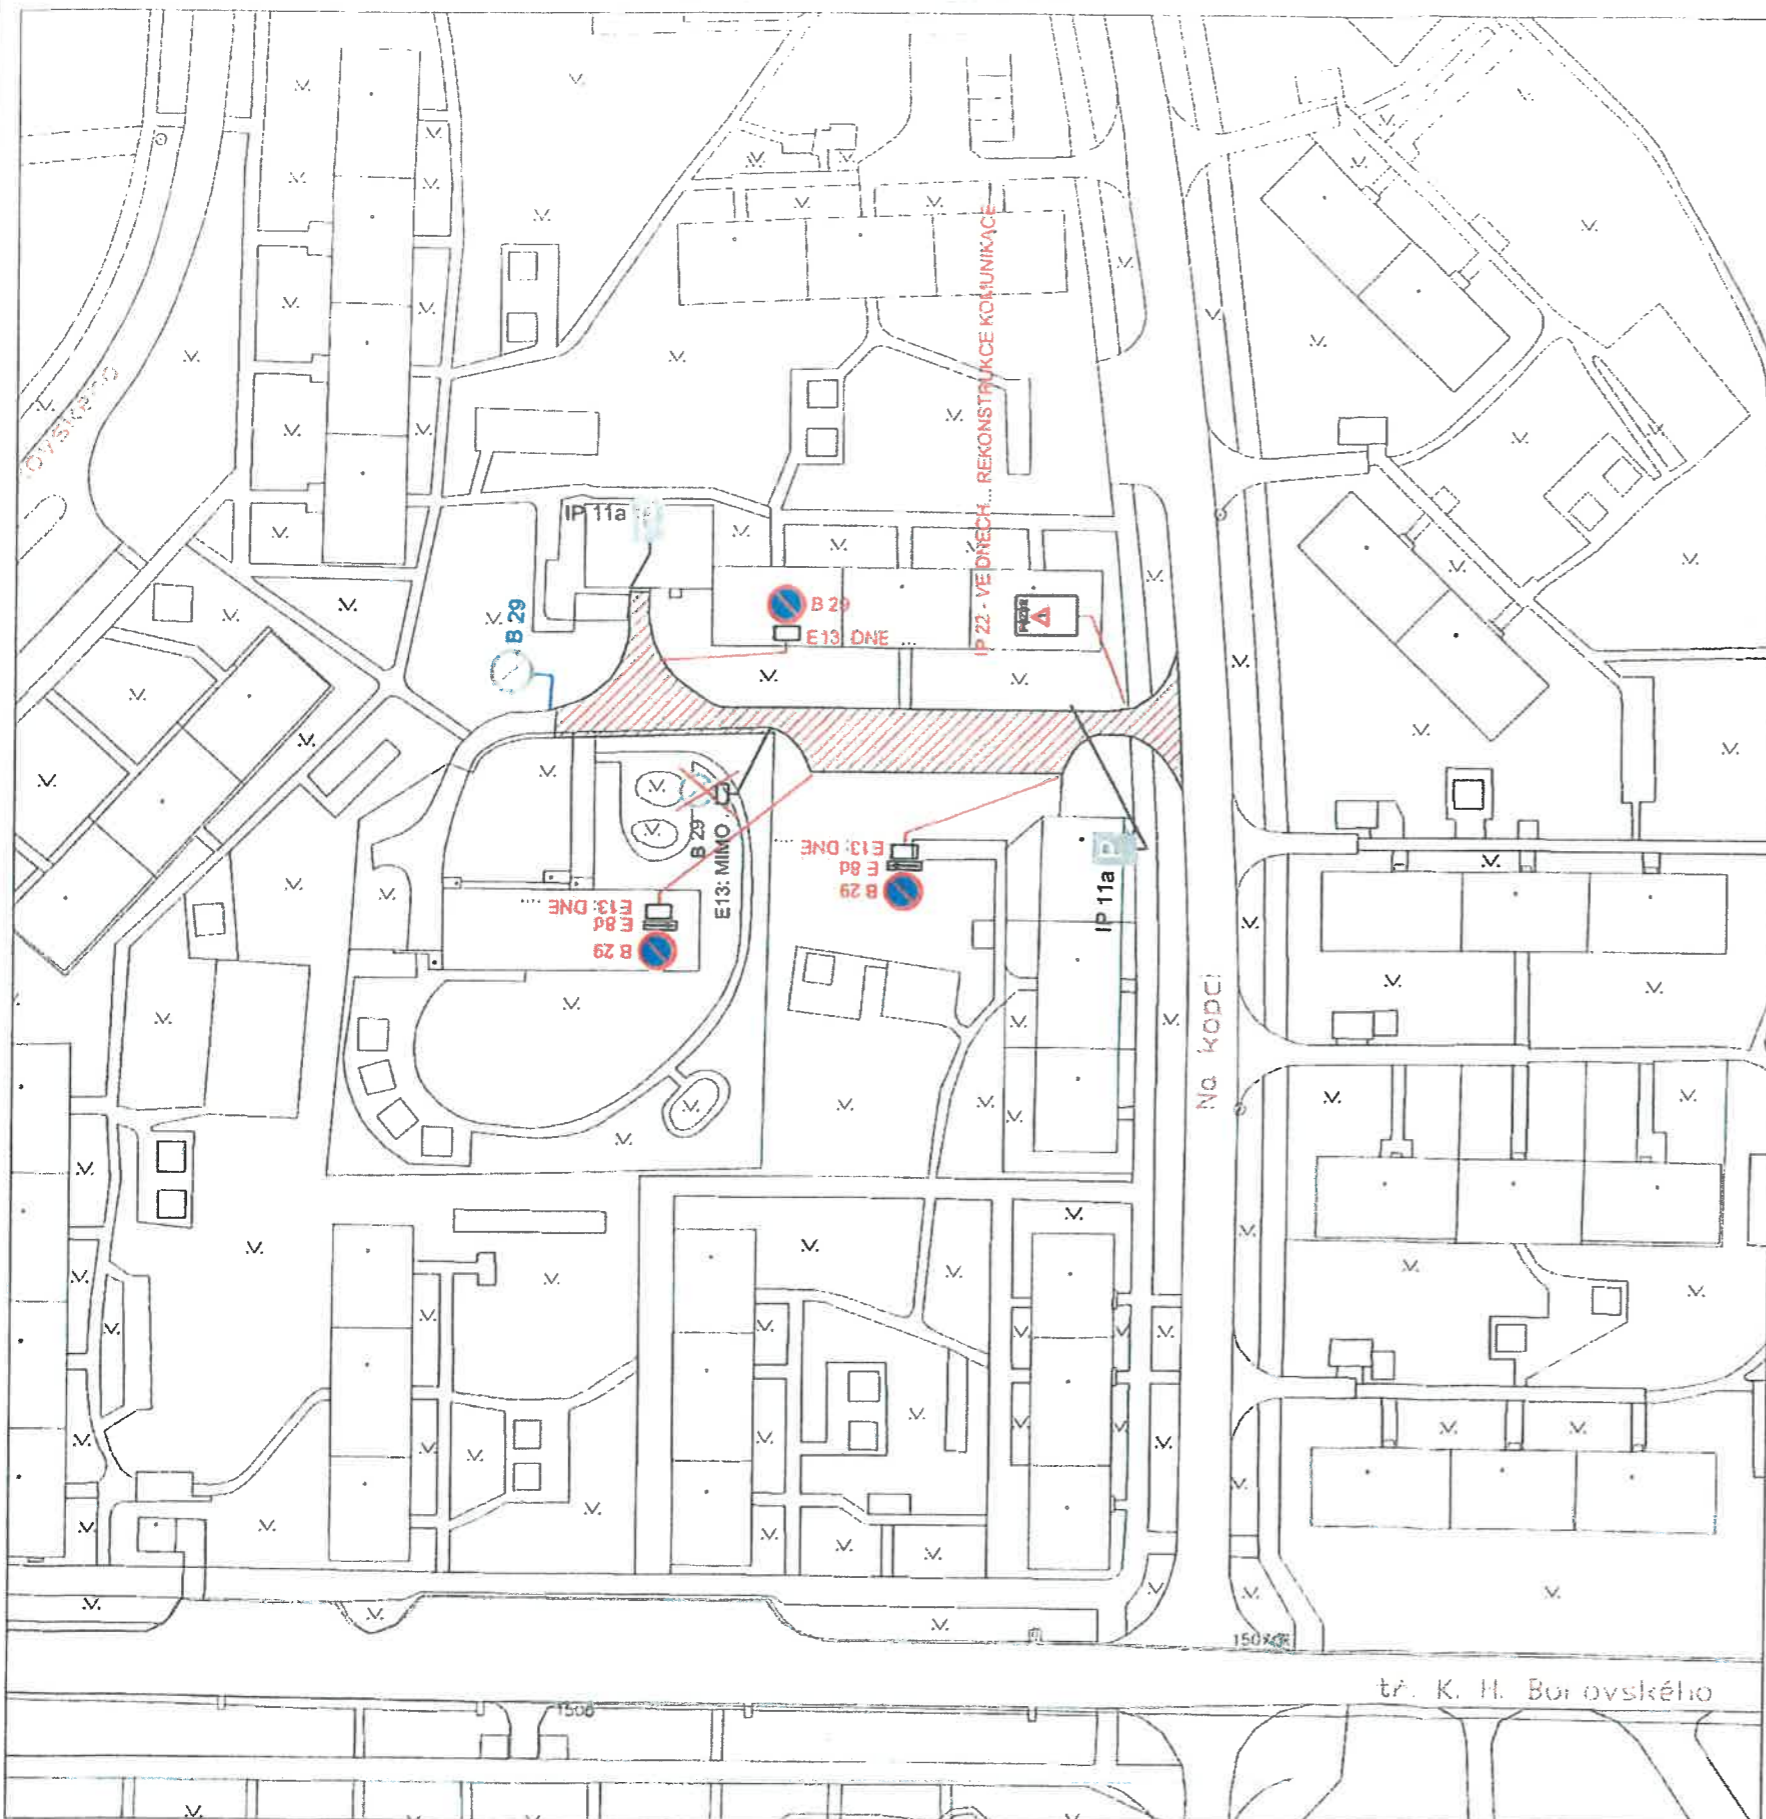 IP 22 - VE DNECH... REKONSTRUKCE KOMUNIKACE
IP 11a
B 29
B 29
E13: DNE ...
B 29
E13: MIMO
E13: DNE ....
E 8d
B 29
E13: DNE ....
E 8d
B 29
P
IP 11a
Na kopci
tř. K. H. Borovského
1508